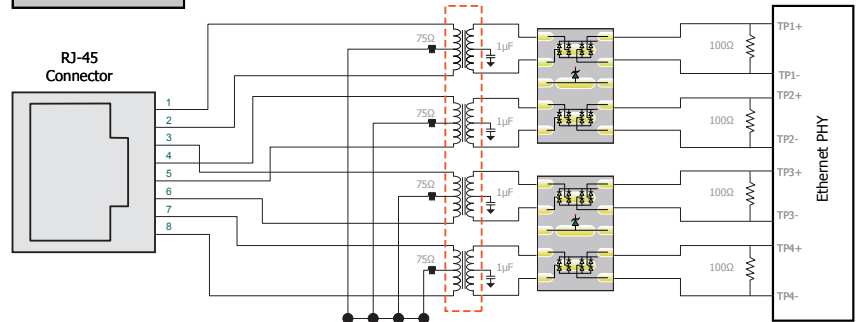 RJ-45
Connector
1
2
3
4
5
6
7
8
75Ω
1µF
100Ω
TP1+
TP1-
75Ω
1µF
100Ω
TP2+
TP2-
75Ω
1µF
100Ω
TP3+
TP3-
75Ω
1µF
100Ω
TP4+
TP4-
Ethernet PHY